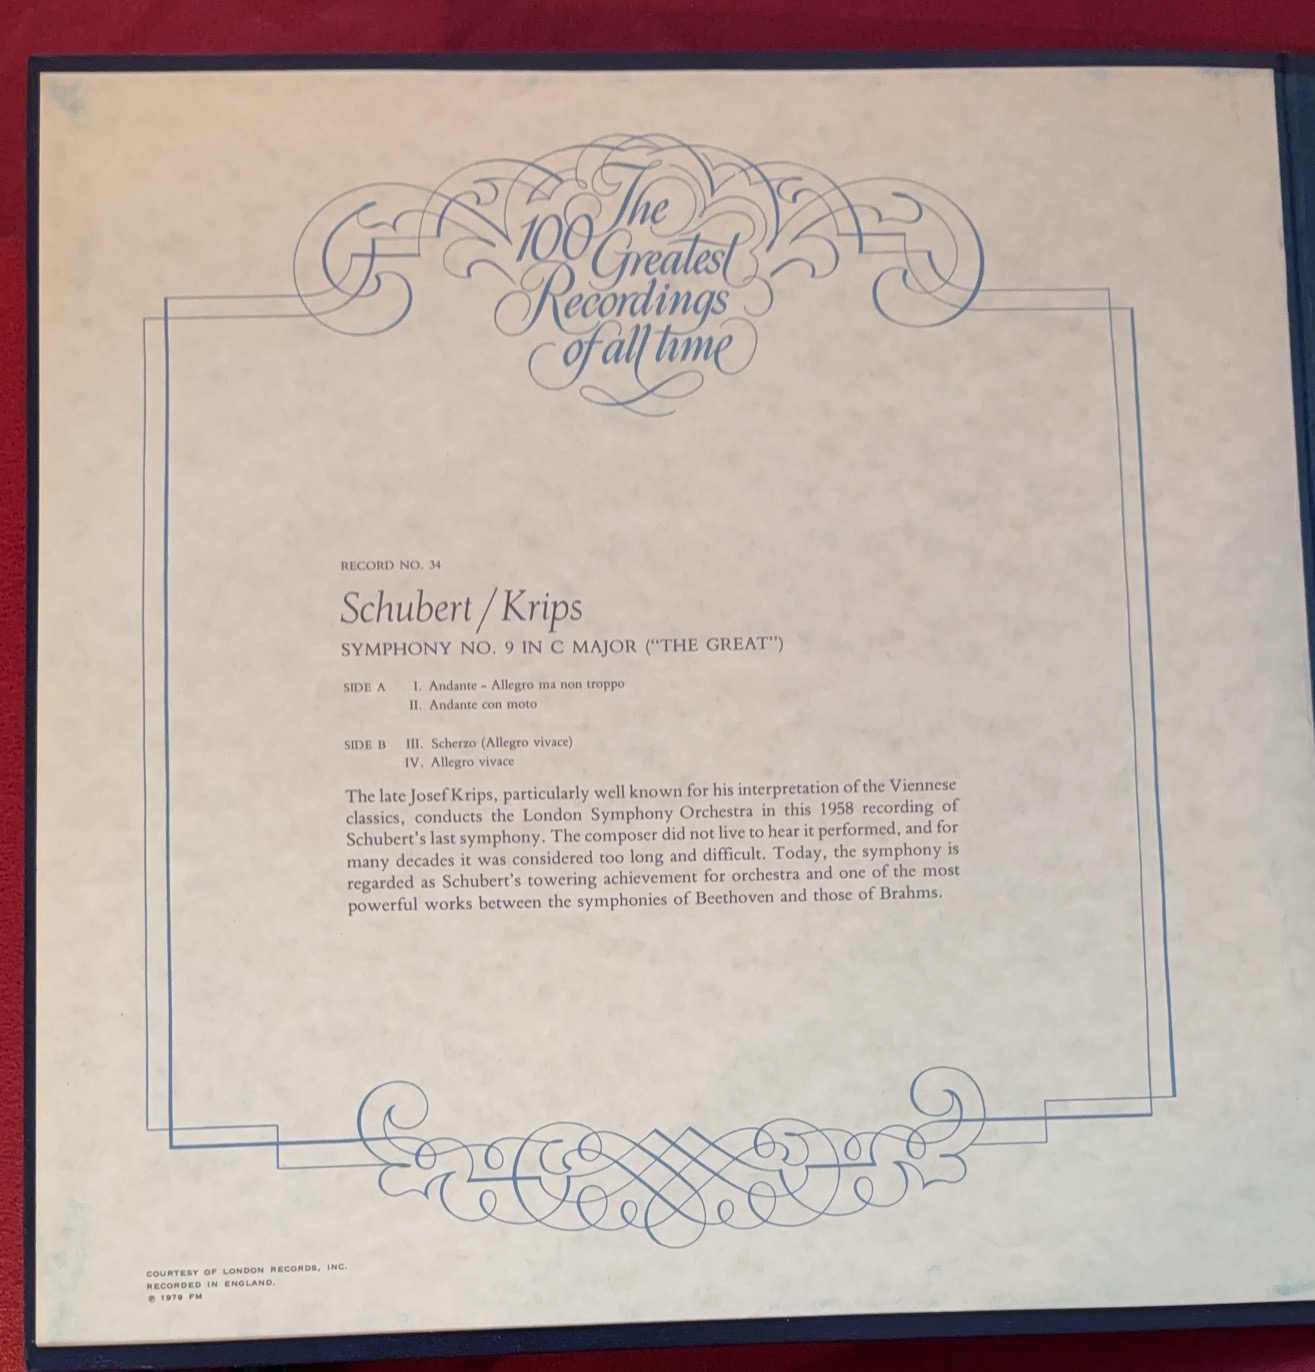 The
100 Greatest
Recordings
of all time
RECORD NO. 34
Schubert / Krips
SYMPHONY NO. 9 IN C MAJOR ("THE GREAT")
SIDE A I. Andante – Allegro ma non troppo
II. Andante con moto
SIDE B III. Scherzo (Allegro vivace)
IV. Allegro vivace
The late Josef Krips, particularly well known for his interpretation of the Viennese
classics, conducts the London Symphony Orchestra in this 1958 recording of
Schubert's last symphony. The composer did not live to hear it performed, and for
many decades it was considered too long and difficult. Today, the symphony is
regarded as Schubert's towering achievement for orchestra and one of the most
powerful works between the symphonies of Beethoven and those of Brahms.
COURTESY OF LONDON RECORDS, INC.
RECORDED IN ENGLAND.
℗ 1979 FM